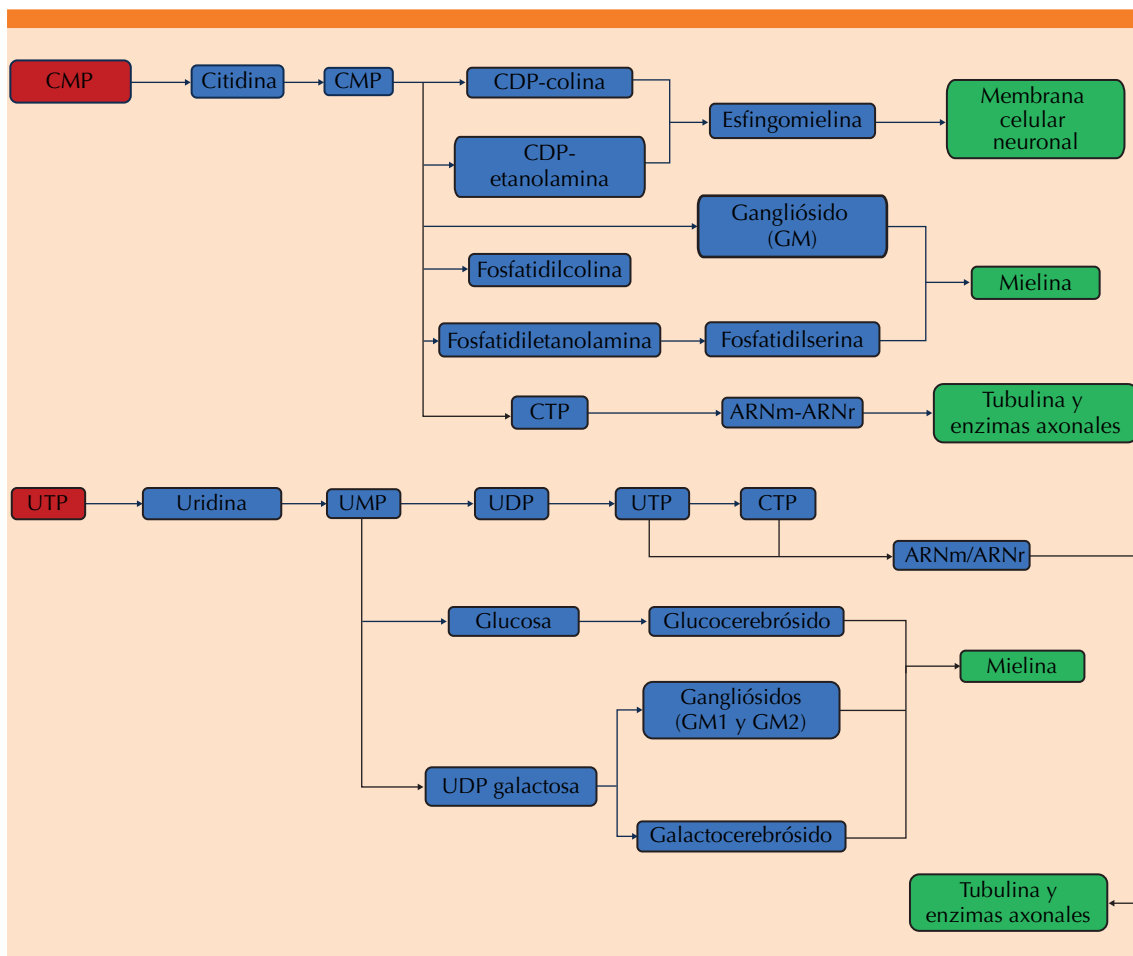 CMP
Citidina
CMP
CDP-colina
CDP-
etanolamina
Esfingomielina
Membrana
celular
neuronal
Gangliósido
(GM)
Fosfatidilcolina
Mielina
Fosfatidiletanolamina
Fosfatidilserina
CTP
ARNm-ARNr
Tubulina y
enzimas axonales
UTP
Uridina
UMP
UDP
UTP
CTP
ARNm/ARNr
Glucosa
Glucocerebrósido
Mielina
Gangliósidos
(GM1 y GM2)
UDP galactosa
Galactocerebrósido
Tubulina y
enzimas axonales